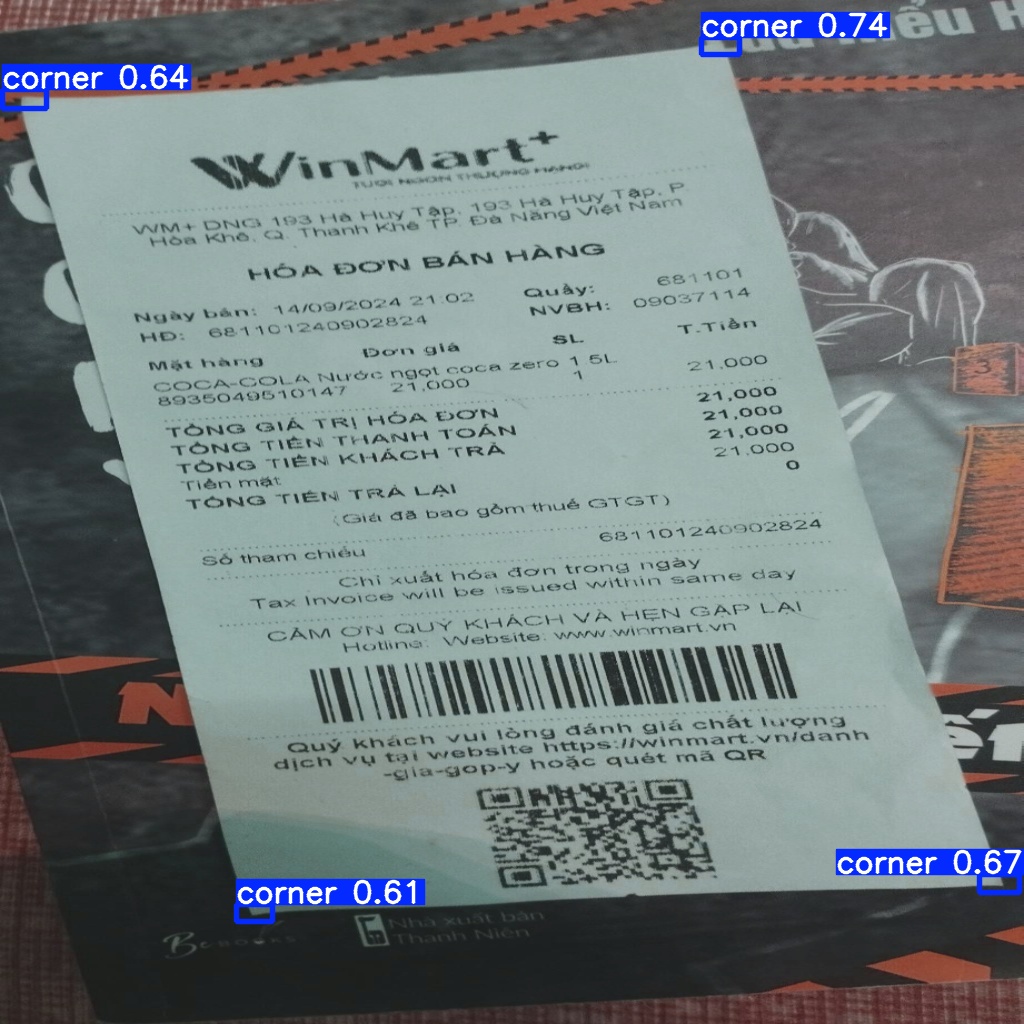 corner 0.74
corner 0.64
WinMart+
TƯƠI NGON THƯỢNG HẠNG!
WM+ DNG 193 Hà Huy Tập, 193 Hà Huy Tập, P.
Hòa Khê, Q. Thanh Khê TP. Đà Nẵng Việt Nam
HÓA ĐƠN BÁN HÀNG
Ngày bán: 14/09/2024 21:02 Quầy: 681101
HĐ: 681101240902824 NVBH: 09037114
Mặt hàng Đơn giá SL T.Tiền
COCA-COLA Nước ngọt coca zero 1 5L
8935049510147 21.000 1 21.000
TỔNG GIÁ TRỊ HÓA ĐƠN 21,000
TỔNG TIỀN THANH TOÁN 21,000
TỔNG TIỀN KHÁCH TRẢ 21,000
Tiền mặt 21.000
TỔNG TIỀN TRẢ LẠI 0
(Giá đã bao gồm thuế GTGT)
Số tham chiếu 681101240902824
Chỉ xuất hóa đơn trong ngày
Tax invoice will be issued within same day
CẢM ƠN QUÝ KHÁCH VÀ HẸN GẶP LẠI
Hotline: Website: www.winmart.vn
Quý khách vui lòng đánh giá chất lượng
dịch vụ tại website https://winmart.vn/danh
-gia-gop-y hoặc quét mã QR
3
corner 0.67
corner 0.61
Nhà xuất bản
Thanh Niên